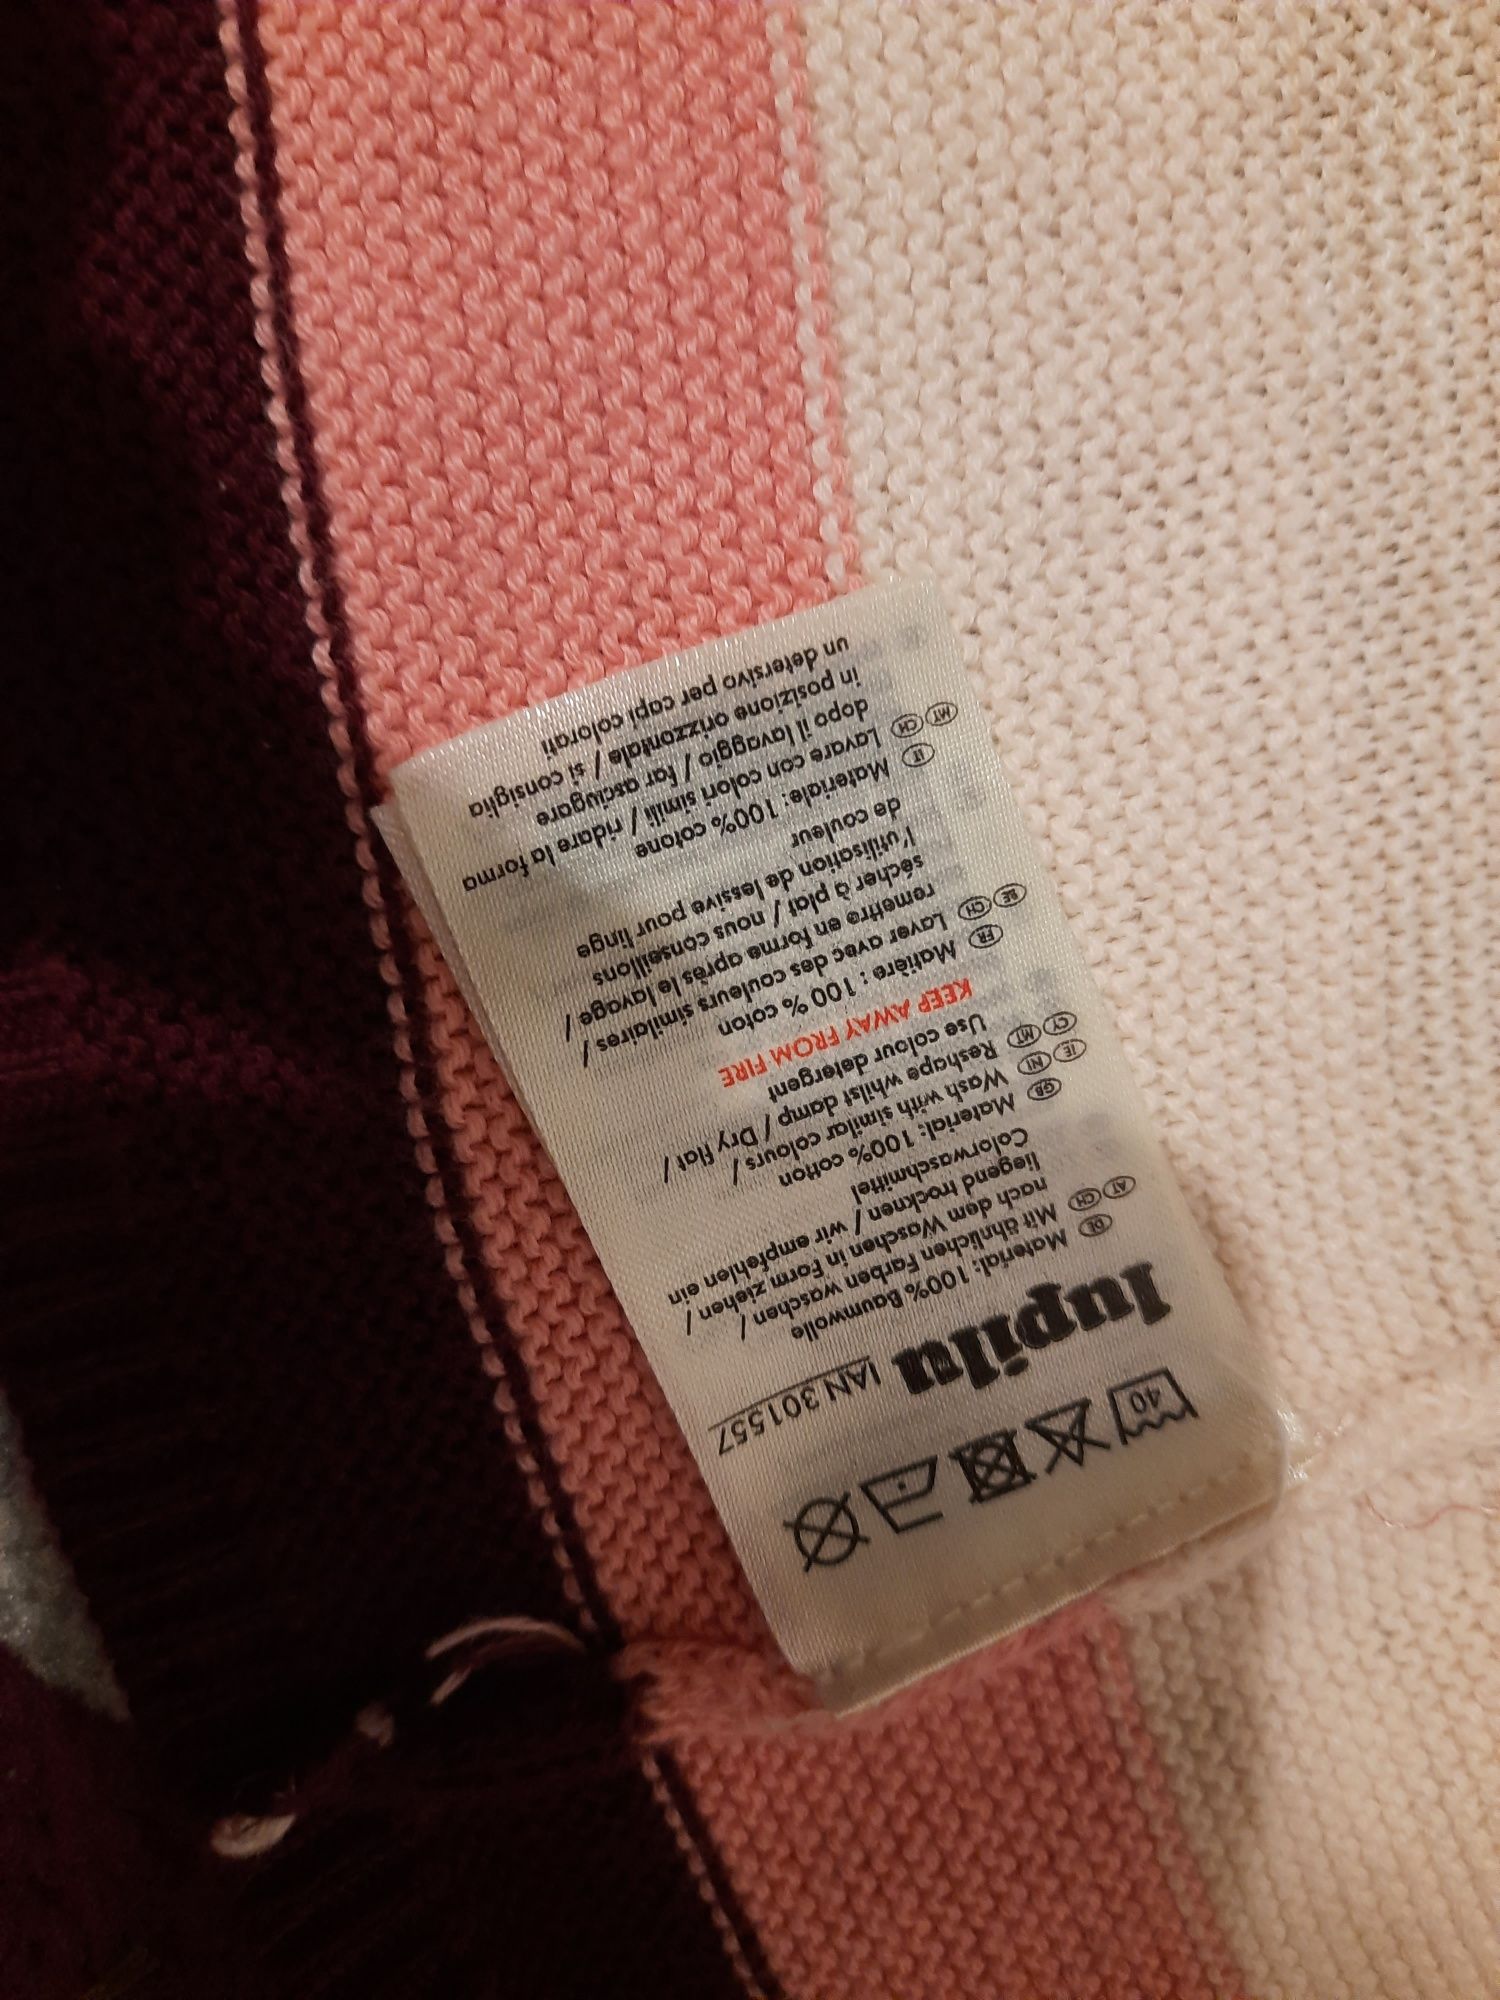 40
lupilu IAN 301557
DE Material: 100% Baumwolle
AT CH Mit ähnlichen Farben waschen /
nach dem Waschen in Form ziehen /
liegend trocknen / wir empfehlen ein
Colorwaschmittel
GB Material: 100% cotton
IE NI Wash with similar colours /
CY MT Reshape whilst damp / Dry flat /
Use colour detergent
KEEP AWAY FROM FIRE
FR Matière : 100 % coton
BE CH Laver avec des couleurs similaires /
remettre en forme après le lavage /
sécher à plat / nous conseillons
l'utilisation de lessive pour linge
de couleur
IT Materiale: 100% cotone
MT CH Lavare con colori simili / ridare la forma
dopo il lavaggio / far asciugare
in posizione orizzontale / si consiglia
un detersivo per capi colorati